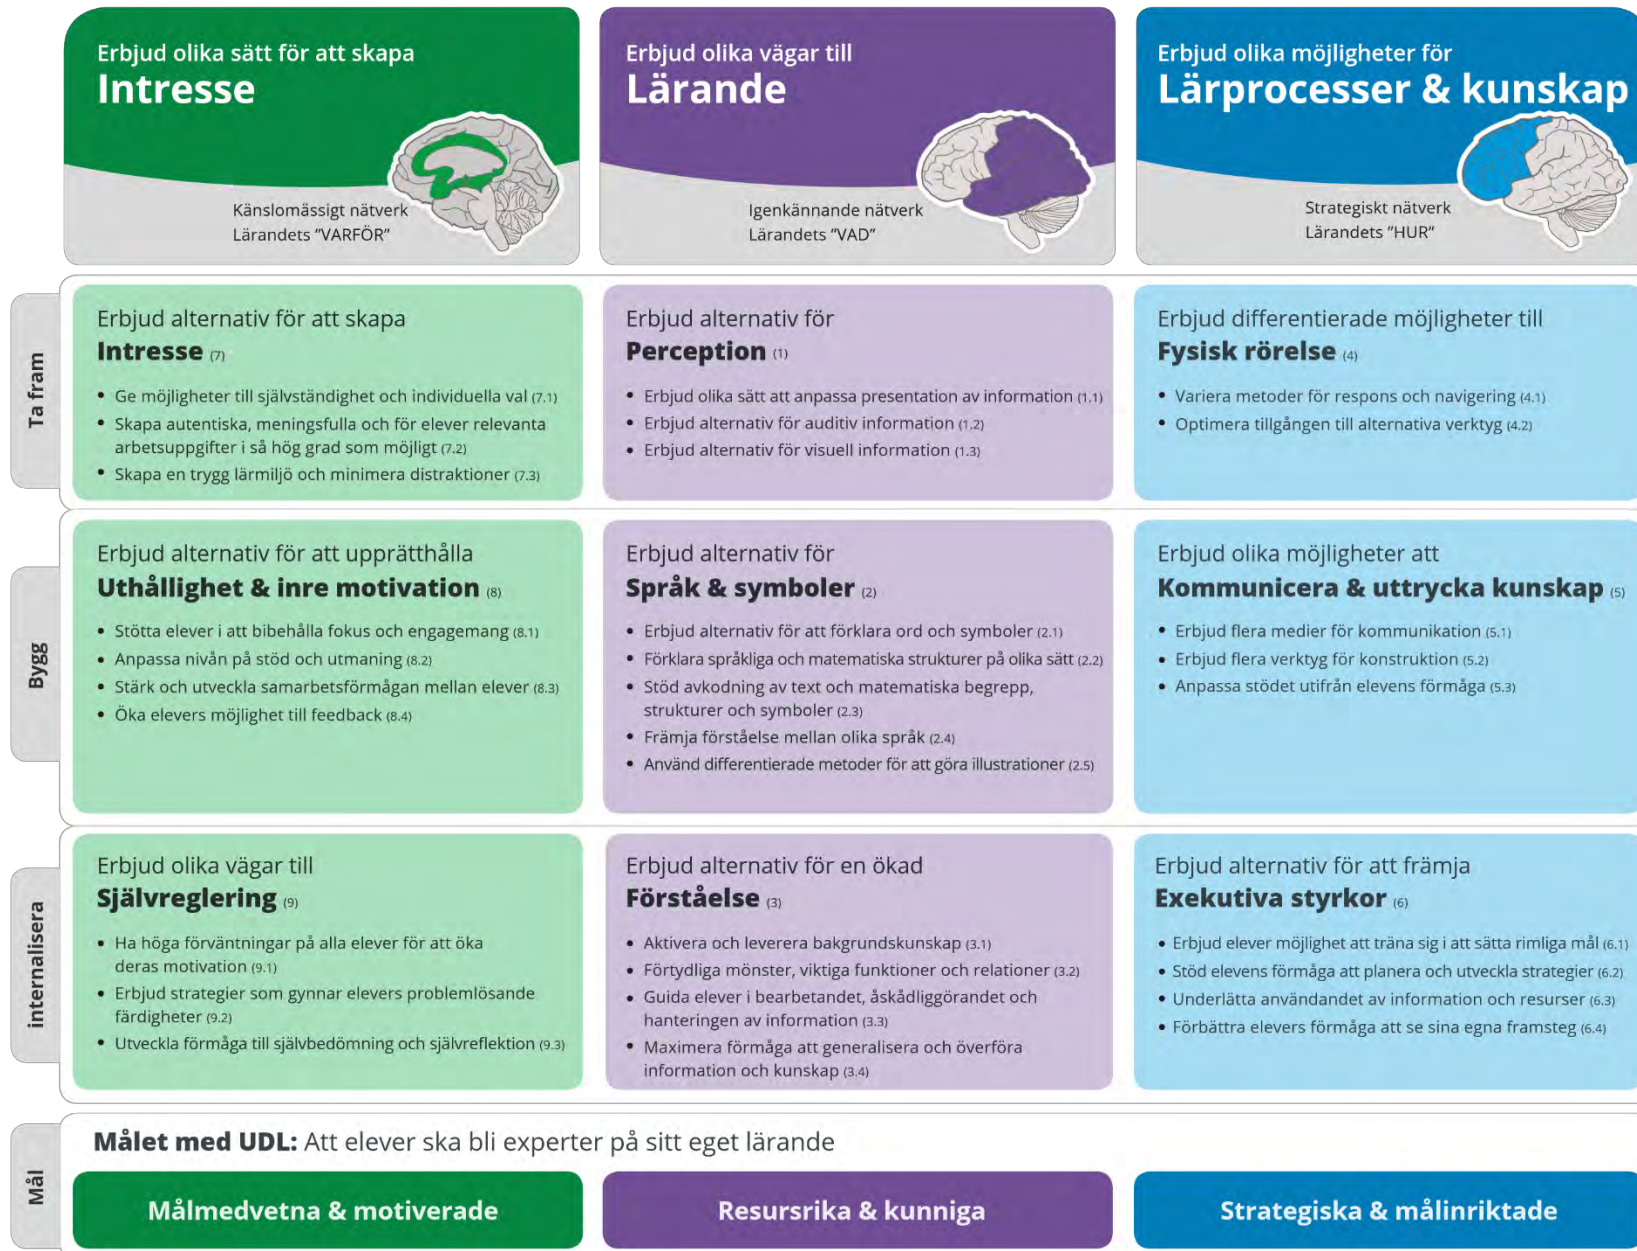 Erbjud olika sätt för att skapa
Intresse
Känslomässigt nätverk
Lärandets ”VARFÖR”
Erbjud olika vägar till
Lärande
Igenkännande nätverk
Lärandets ”VAD”
Erbjud olika möjligheter för
Lärprocesser & kunskap
Strategiskt nätverk
Lärandets ”HUR”
Ta fram
Erbjud alternativ för att skapa
Intresse (7)
• Ge möjligheter till självständighet och individuella val (7.1)
• Skapa autentiska, meningsfulla och för elever relevanta
arbetsuppgifter i så hög grad som möjligt (7.2)
• Skapa en trygg lärmiljö och minimera distraktioner (7.3)
Erbjud alternativ för
Perception (1)
• Erbjud olika sätt att anpassa presentation av information (1.1)
• Erbjud alternativ för auditiv information (1.2)
• Erbjud alternativ för visuell information (1.3)
Erbjud differentierade möjligheter till
Fysisk rörelse (4)
• Variera metoder för respons och navigering (4.1)
• Optimera tillgången till alternativa verktyg (4.2)
Bygg
Erbjud alternativ för att upprätthålla
Uthållighet & inre motivation (8)
• Stötta elever i att bibehålla fokus och engagemang (8.1)
• Anpassa nivån på stöd och utmaning (8.2)
• Stärk och utveckla samarbetsförmågan mellan elever (8.3)
• Öka elevers möjlighet till feedback (8.4)
Erbjud alternativ för
Språk & symboler (2)
• Erbjud alternativ för att förklara ord och symboler (2.1)
• Förklara språkliga och matematiska strukturer på olika sätt (2.2)
• Stöd avkodning av text och matematiska begrepp,
strukturer och symboler (2.3)
• Främja förståelse mellan olika språk (2.4)
• Använd differentierade metoder för att göra illustrationer (2.5)
Erbjud olika möjligheter att
Kommunicera & uttrycka kunskap (5)
• Erbjud flera medier för kommunikation (5.1)
• Erbjud flera verktyg för konstruktion (5.2)
• Anpassa stödet utifrån elevens förmåga (5.3)
internalisera
Erbjud olika vägar till
Självreglering (9)
• Ha höga förväntningar på alla elever för att öka
deras motivation (9.1)
• Erbjud strategier som gynnar elevers problemlösande
färdigheter (9.2)
• Utveckla förmåga till självbedömning och självreflektion (9.3)
Erbjud alternativ för en ökad
Förståelse (3)
• Aktivera och leverera bakgrundskunskap (3.1)
• Förtydliga mönster, viktiga funktioner och relationer (3.2)
• Guida elever i bearbetandet, åskådliggörandet och
hanteringen av information (3.3)
• Maximera förmåga att generalisera och överföra
information och kunskap (3.4)
Erbjud alternativ för att främja
Exekutiva styrkor (6)
• Erbjud elever möjlighet att träna sig i att sätta rimliga mål (6.1)
• Stöd elevens förmåga att planera och utveckla strategier (6.2)
• Underlätta användandet av information och resurser (6.3)
• Förbättra elevers förmåga att se sina egna framsteg (6.4)
Mål
Målet med UDL: Att elever ska bli experter på sitt eget lärande
Målmedvetna & motiverade
Resursrika & kunniga
Strategiska & målinriktade